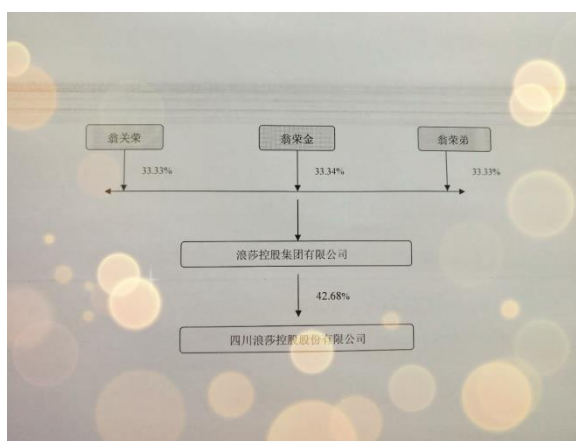 翁关荣 翁荣金 翁荣弟
33.33% 33.34% 33.33%
浪莎控股集团有限公司
42.68%
四川浪莎控股股份有限公司